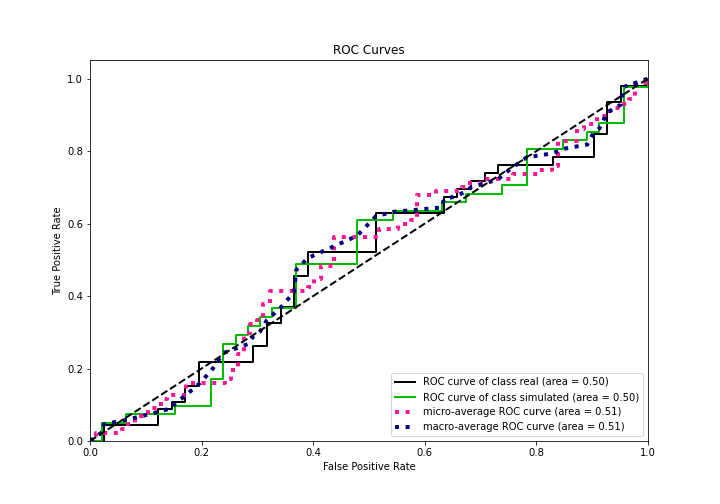 ROC Curves
True Positive Rate
1.0
0.8
0.6
0.4
0.2
0.0
0.0 0.2 0.4 0.6 0.8 1.0
False Positive Rate
ROC curve of class real (area = 0.50)
ROC curve of class simulated (area = 0.50)
micro-average ROC curve (area = 0.51)
macro-average ROC curve (area = 0.51)